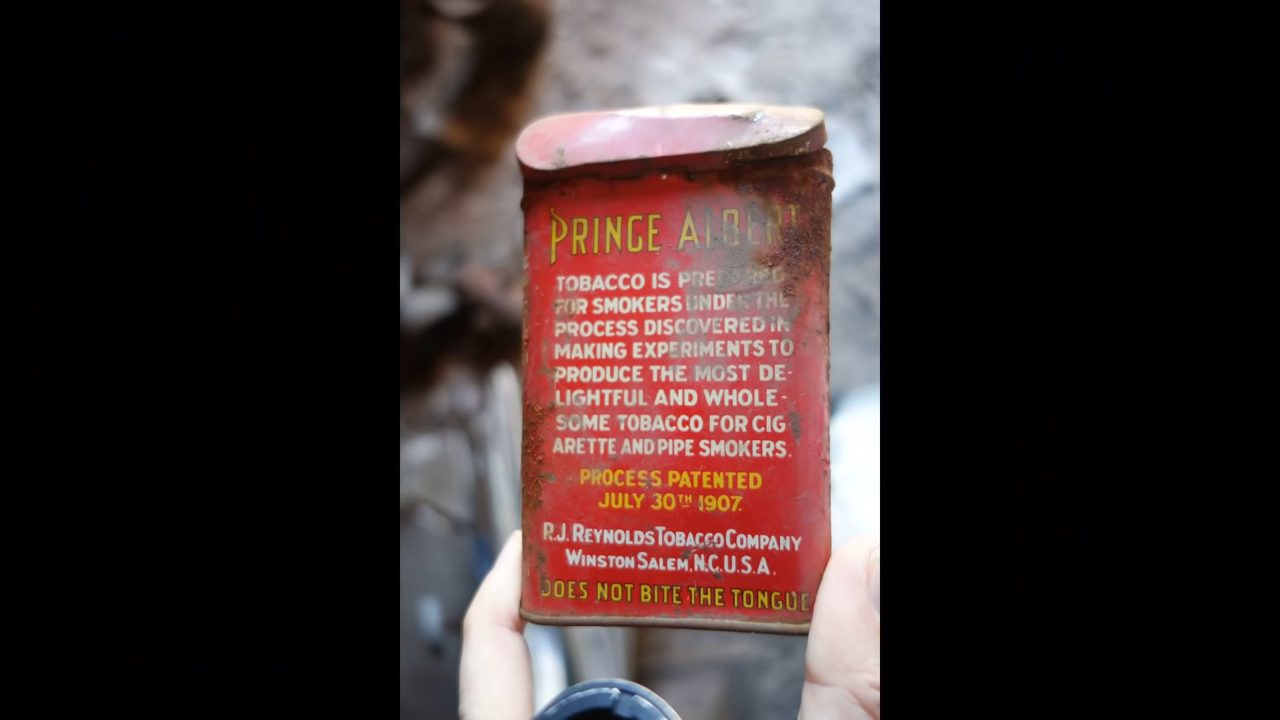 PRINCE ALBERT
TOBACCO IS PREPARED
FOR SMOKERS UNDER THE
PROCESS DISCOVERED IN
MAKING EXPERIMENTS TO
PRODUCE THE MOST DE-
LIGHTFUL AND WHOLE-
SOME TOBACCO FOR CIG
ARETTE AND PIPE SMOKERS.
PROCESS PATENTED
JULY 30TH 1907.
R.J. REYNOLDS TOBACCO COMPANY
WINSTON SALEM, N.C. U.S.A.
DOES NOT BITE THE TONGUE